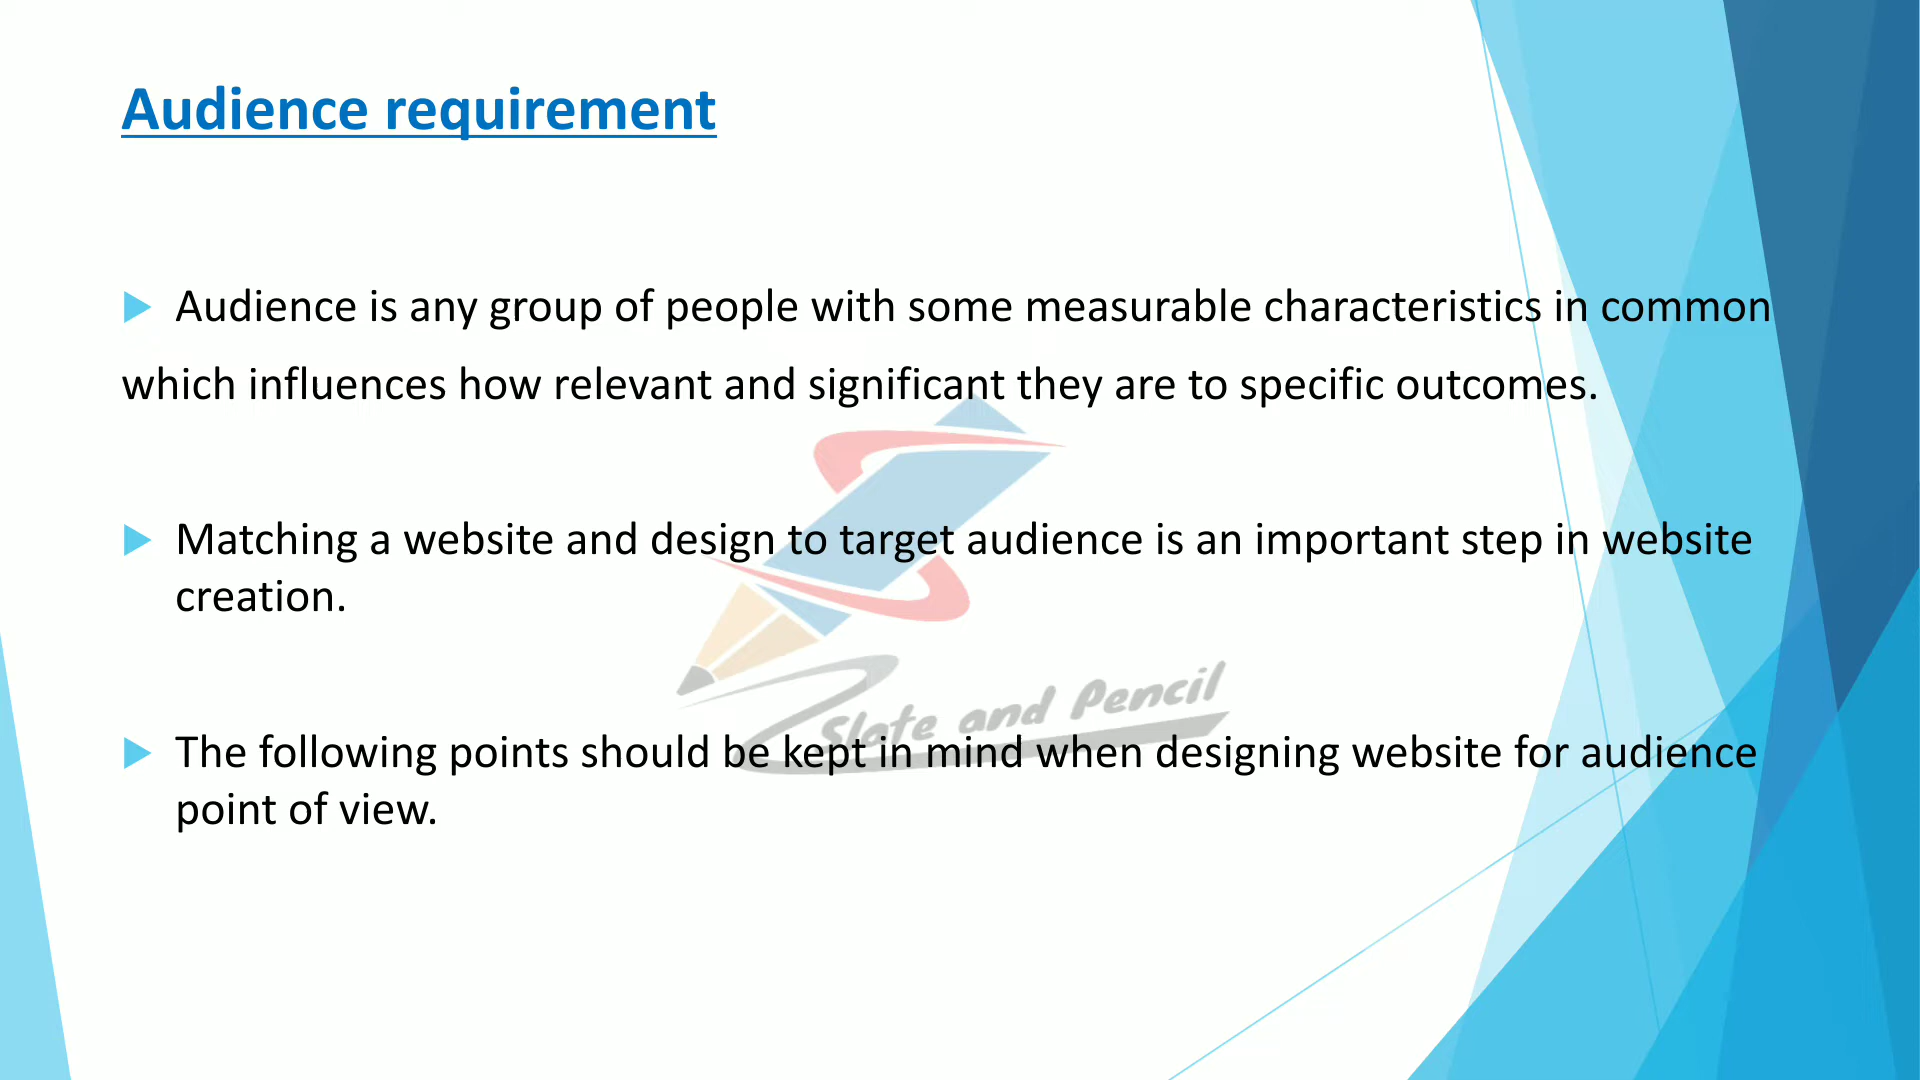 Audience requirement
Audience is any group of people with some measurable characteristics in common
which influences how relevant and significant they are to specific outcomes.
Matching a website and design to target audience is an important step in website
creation.
Slate and Pencil
The following points should be kept in mind when designing website for audience
point of view.